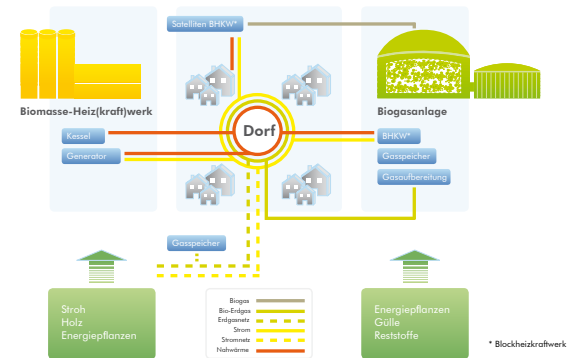 Satelliten BHKW*
Biomasse-Heiz(kraft)werk
Biogasanlage
Dorf
Kessel
Generator
BHKW*
Gasspeicher
Gasaufbereitung
Gasspeicher
Stroh
Holz
Energiepflanzen
Biogas
Bio-Erdgas
Erdgasnetz
Strom
Stromnetz
Nahwärme
Energiepflanzen
Gülle
Reststoffe
* Blockheizkraftwerk